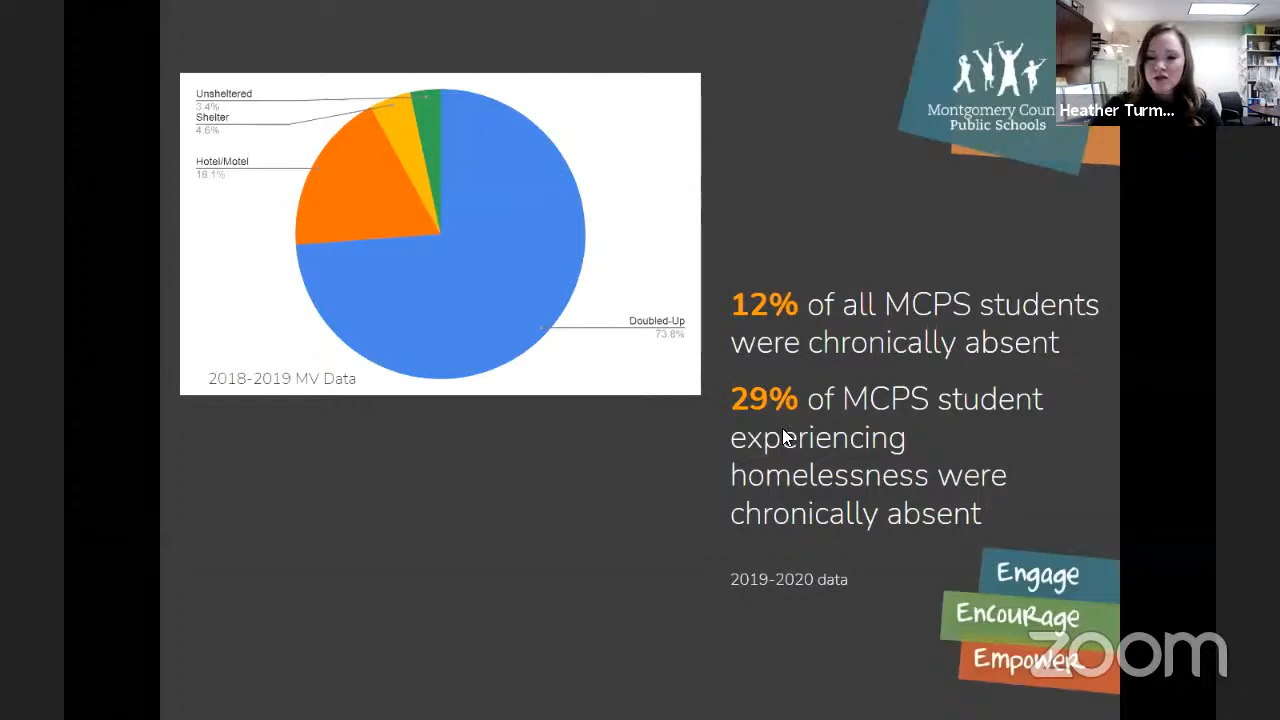 Unsheltered
3.4%
Shelter
4.6%
Hotel/Motel
18.1%
Doubled-Up
73.8%
2018-2019 MV Data
Montgomery Coun
Public Schools
Heather Turm...
12% of all MCPS students
were chronically absent
29% of MCPS student
experiencing
homelessness were
chronically absent
2019-2020 data
Engage
Encourage
Empower
zoom